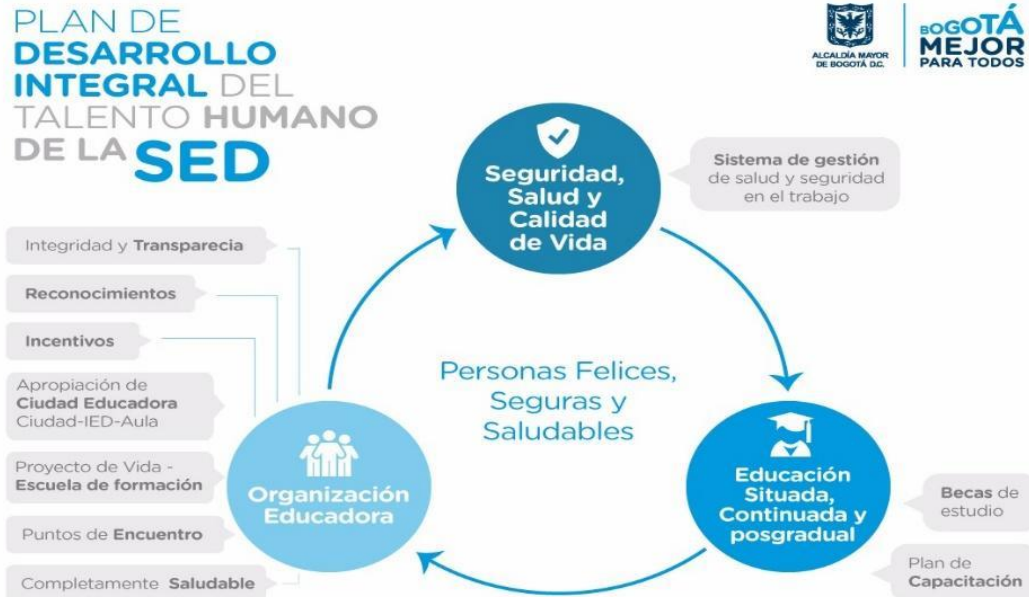 PLAN DE
DESARROLLO
INTEGRAL DEL
TALENTO HUMANO
DE LA SED
ALCALDÍA MAYOR
DE BOGOTÁ D.C.
BOGOTÁ
MEJOR
PARA TODOS
Seguridad,
Salud y
Calidad
de Vida
Sistema de gestión
de salud y seguridad
en el trabajo
Integridad y Transparecia
Reconocimientos
Incentivos
Apropiación de
Ciudad Educadora
Ciudad-IED-Aula
Proyecto de Vida -
Escuela de formación
Puntos de Encuentro
Completamente Saludable
Personas Felices,
Seguras y
Saludables
Organización
Educadora
Educación
Situada,
Continuada y
posgradual
Becas de
estudio
Plan de
Capacitación